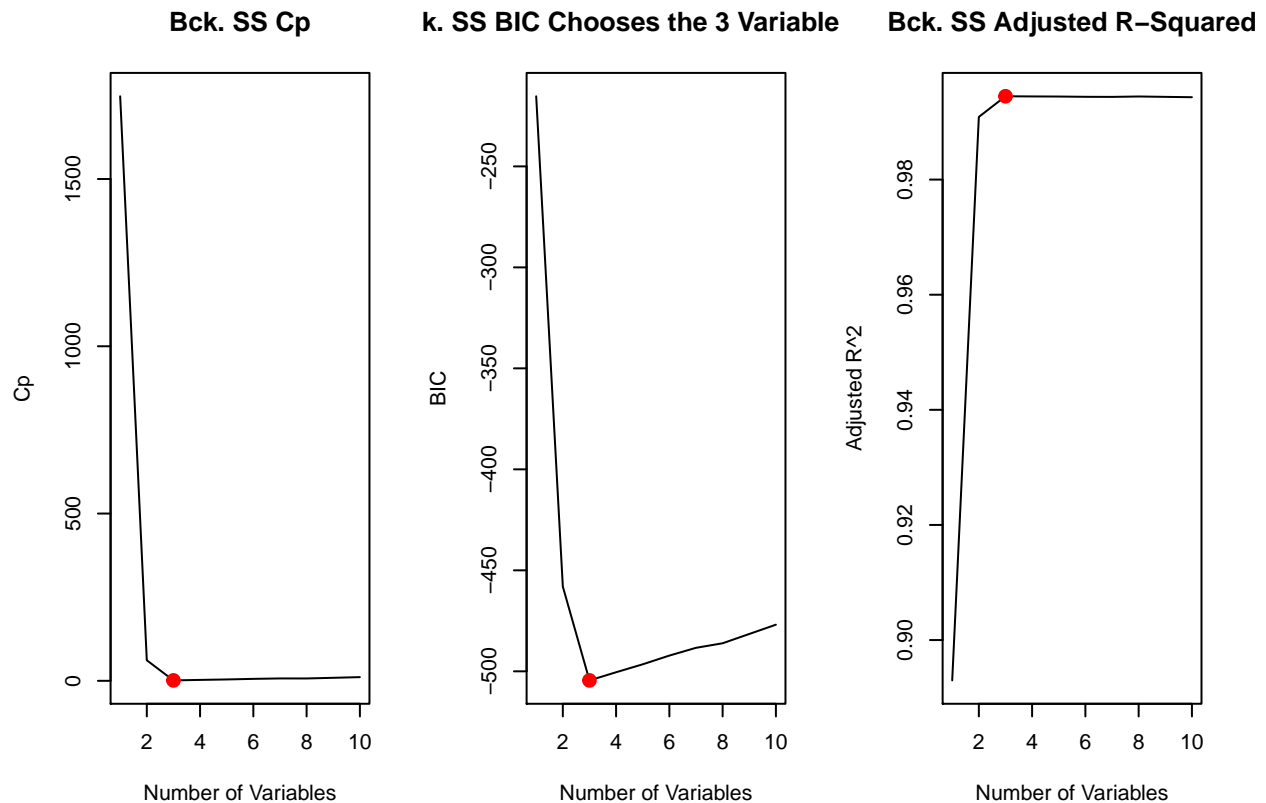 Bck. SS Cp
k. SS BIC Chooses the 3 Variable
Bck. SS Adjusted R−Squared
Cp
0
500
1000
1500
2 4 6 8 10
Number of Variables
BIC
−500
−450
−400
−350
−300
−250
2 4 6 8 10
Number of Variables
Adjusted R^2
0.90
0.92
0.94
0.96
0.98
2 4 6 8 10
Number of Variables